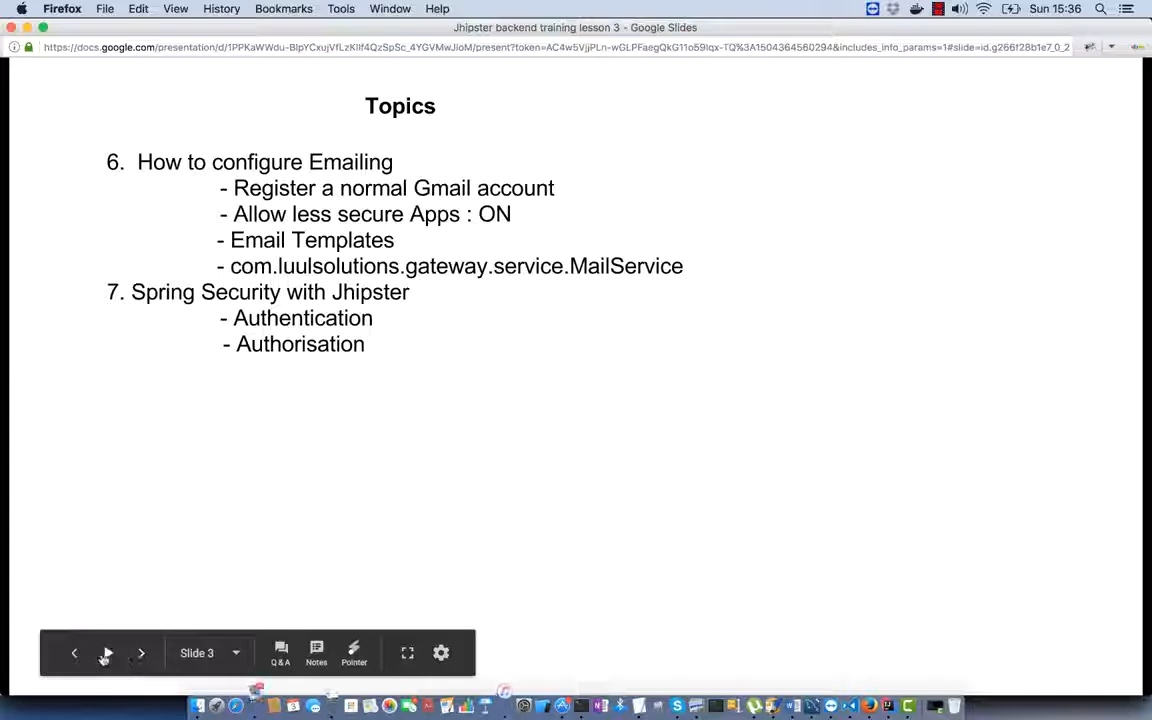 Firefox File Edit View History Bookmarks Tools Window Help Sun 15:36
Jhipster backend training lesson 3 - Google Slides
Topics
6. How to configure Emailing
- Register a normal Gmail account
- Allow less secure Apps : ON
- Email Templates
- com.luulsolutions.gateway.service.MailService
7. Spring Security with Jhipster
- Authentication
- Authorisation
Slide 3 Q & A Notes Pointer